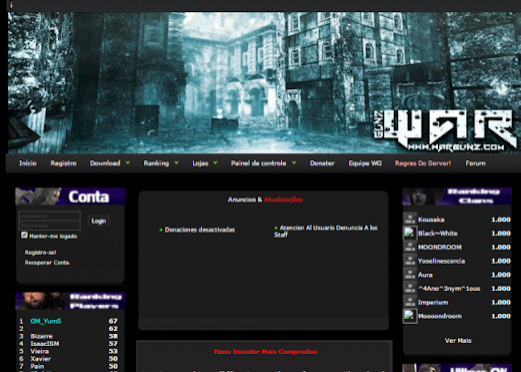 GUNZ
WAR
WWW.WARGUNZ.COM
Início Registro Download Ranking Lojas Painel de controle Donater Equipe WG Regras Do Server! Forum
Conta
Login
Manter-me logado
Registre-se!
Recuperar Conta.
Ranking
Players
1 GM_YumS 67
2 62
3 Bizarre 58
4 IsaacISM 57
5 Vieira 53
6 Xavier 50
7 Pain 50
Anuncios & Atualizações
» Donaciones desactivadas
» Atencion Al Usuario Denuncia A los
Staff
Itens Donater Mais Comprados
Ranking
Clans
Kousaka 1.000
Black~White 1.000
MOONDROOM 1.000
Yoselinescorcia 1.000
Aura 1.000
^4Ano^3nym^1ous 1.000
Imperium 1.000
Moooondroom 1.000
Ver Mais